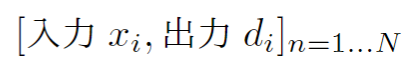 [入力 x_i, 出力 d_i]_{n=1...N}